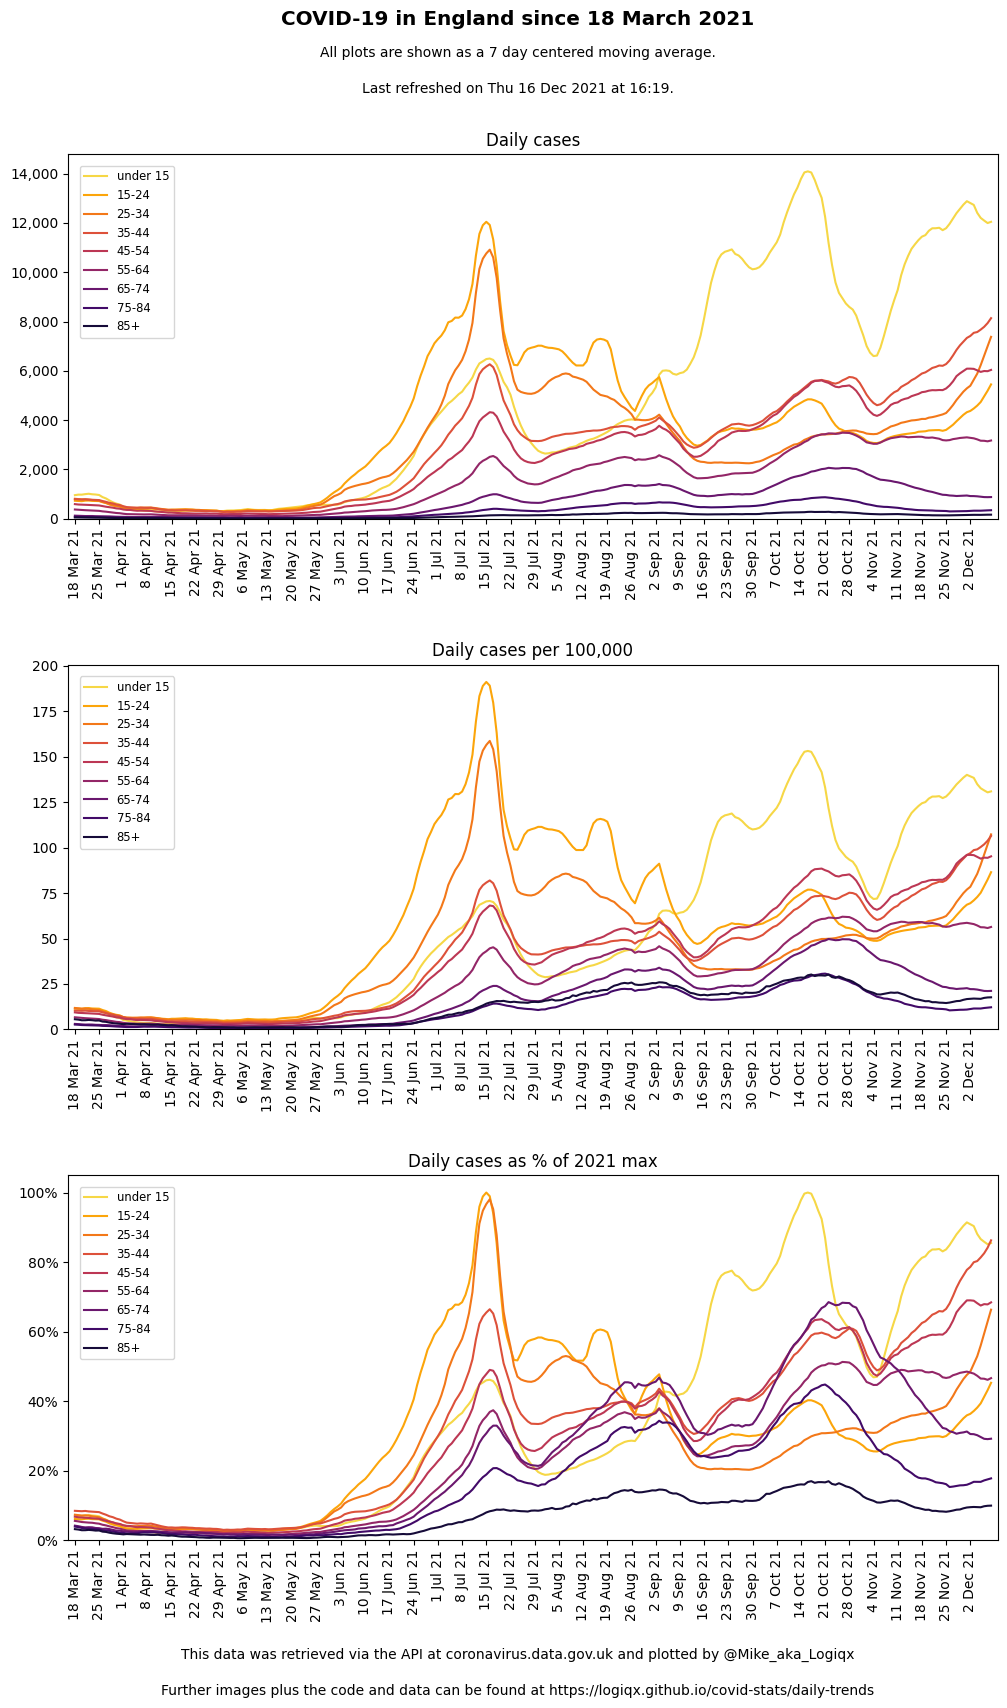 COVID-19 in England since 18 March 2021
All plots are shown as a 7 day centered moving average.
Last refreshed on Thu 16 Dec 2021 at 16:19.
Daily cases
14,000
12,000
10,000
8,000
6,000
4,000
2,000
0
under 15
15-24
25-34
35-44
45-54
55-64
65-74
75-84
85+
18 Mar 21
25 Mar 21
1 Apr 21
8 Apr 21
15 Apr 21
22 Apr 21
29 Apr 21
6 May 21
13 May 21
20 May 21
27 May 21
3 Jun 21
10 Jun 21
17 Jun 21
24 Jun 21
1 Jul 21
8 Jul 21
15 Jul 21
22 Jul 21
29 Jul 21
5 Aug 21
12 Aug 21
19 Aug 21
26 Aug 21
2 Sep 21
9 Sep 21
16 Sep 21
23 Sep 21
30 Sep 21
7 Oct 21
14 Oct 21
21 Oct 21
28 Oct 21
4 Nov 21
11 Nov 21
18 Nov 21
25 Nov 21
2 Dec 21
Daily cases per 100,000
200
175
150
125
100
75
50
25
0
under 15
15-24
25-34
35-44
45-54
55-64
65-74
75-84
85+
18 Mar 21
25 Mar 21
1 Apr 21
8 Apr 21
15 Apr 21
22 Apr 21
29 Apr 21
6 May 21
13 May 21
20 May 21
27 May 21
3 Jun 21
10 Jun 21
17 Jun 21
24 Jun 21
1 Jul 21
8 Jul 21
15 Jul 21
22 Jul 21
29 Jul 21
5 Aug 21
12 Aug 21
19 Aug 21
26 Aug 21
2 Sep 21
9 Sep 21
16 Sep 21
23 Sep 21
30 Sep 21
7 Oct 21
14 Oct 21
21 Oct 21
28 Oct 21
4 Nov 21
11 Nov 21
18 Nov 21
25 Nov 21
2 Dec 21
Daily cases as % of 2021 max
100%
80%
60%
40%
20%
0%
under 15
15-24
25-34
35-44
45-54
55-64
65-74
75-84
85+
18 Mar 21
25 Mar 21
1 Apr 21
8 Apr 21
15 Apr 21
22 Apr 21
29 Apr 21
6 May 21
13 May 21
20 May 21
27 May 21
3 Jun 21
10 Jun 21
17 Jun 21
24 Jun 21
1 Jul 21
8 Jul 21
15 Jul 21
22 Jul 21
29 Jul 21
5 Aug 21
12 Aug 21
19 Aug 21
26 Aug 21
2 Sep 21
9 Sep 21
16 Sep 21
23 Sep 21
30 Sep 21
7 Oct 21
14 Oct 21
21 Oct 21
28 Oct 21
4 Nov 21
11 Nov 21
18 Nov 21
25 Nov 21
2 Dec 21
This data was retrieved via the API at coronavirus.data.gov.uk and plotted by @Mike_aka_Logiqx
Further images plus the code and data can be found at https://logiqx.github.io/covid-stats/daily-trends